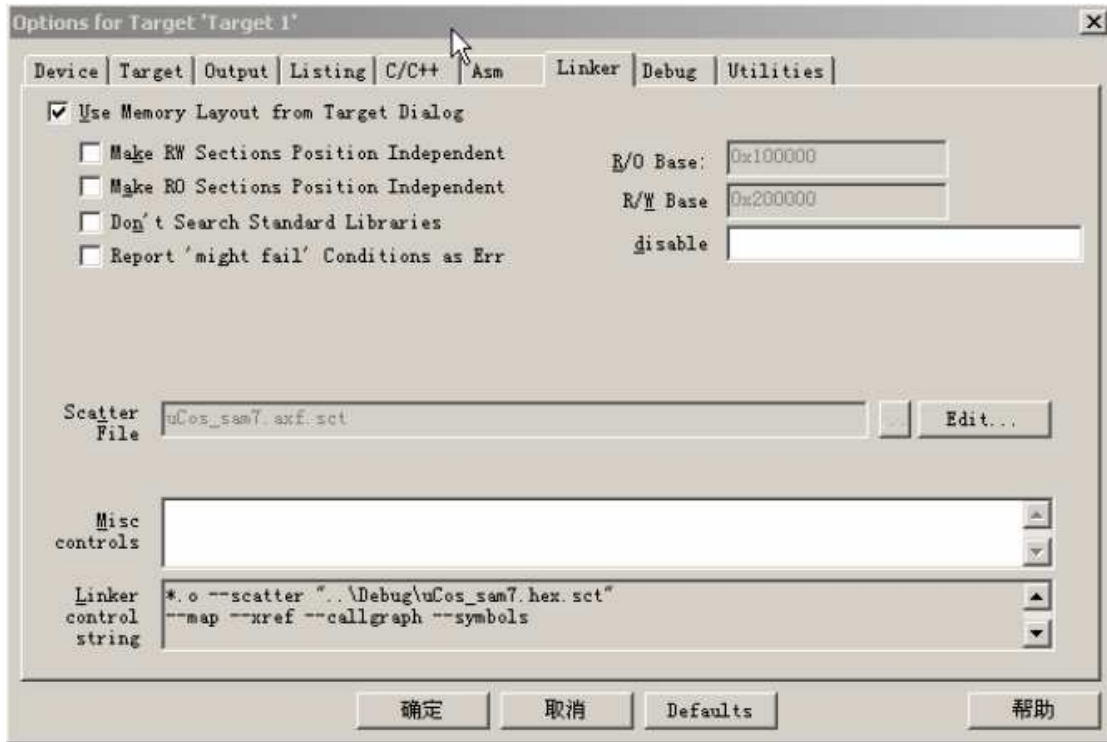 Options for Target 'Target 1'
Device Target Output Listing C/C++ Asm Linker Debug Utilities
Use Memory Layout from Target Dialog
Make RW Sections Position Independent
Make RO Sections Position Independent
Don't Search Standard Libraries
Report 'might fail' Conditions as Err
R/O Base: 0x100000
R/W Base 0x200000
disable
Scatter
File
uCos_sam7.axf.sct
..
Edit...
Misc
controls
Linker
control
string
*.o --scatter "..\Debug\uCos_sam7.hex.sct"
--map --xref --callgraph --symbols
确定 取消 Defaults 帮助